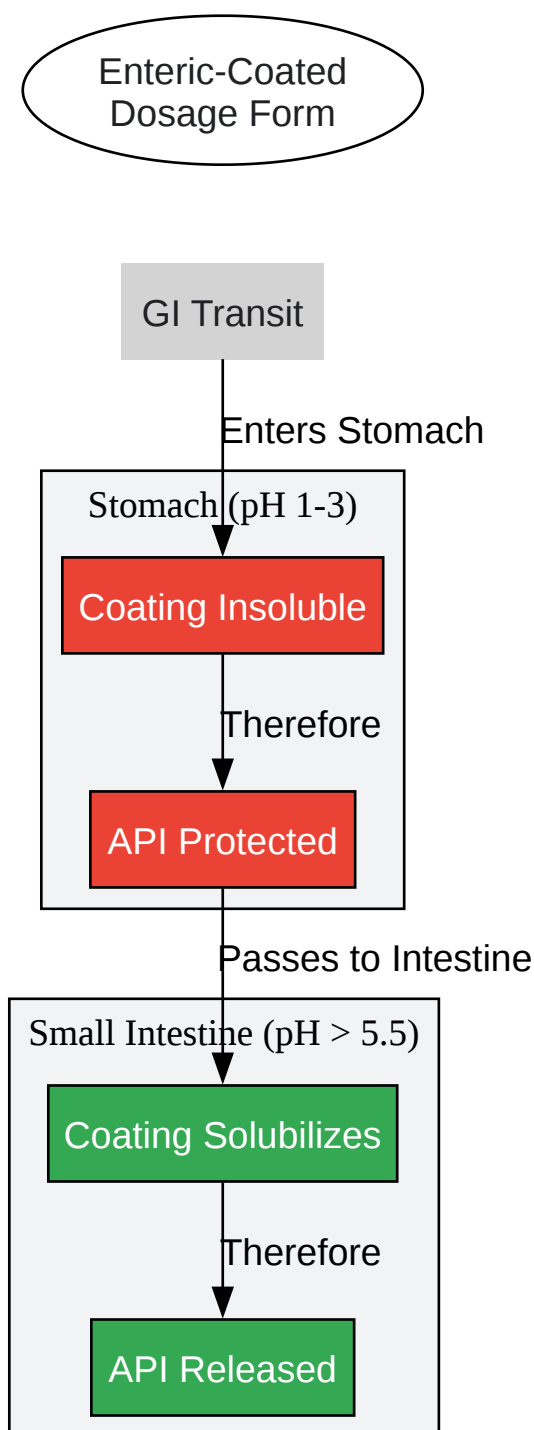 Enteric-Coated
Dosage Form
GI Transit
Enters Stomach
Stomach (pH 1-3)
Coating Insoluble
Therefore
API Protected
Passes to Intestine
Small Intestine (pH > 5.5)
Coating Solubilizes
Therefore
API Released